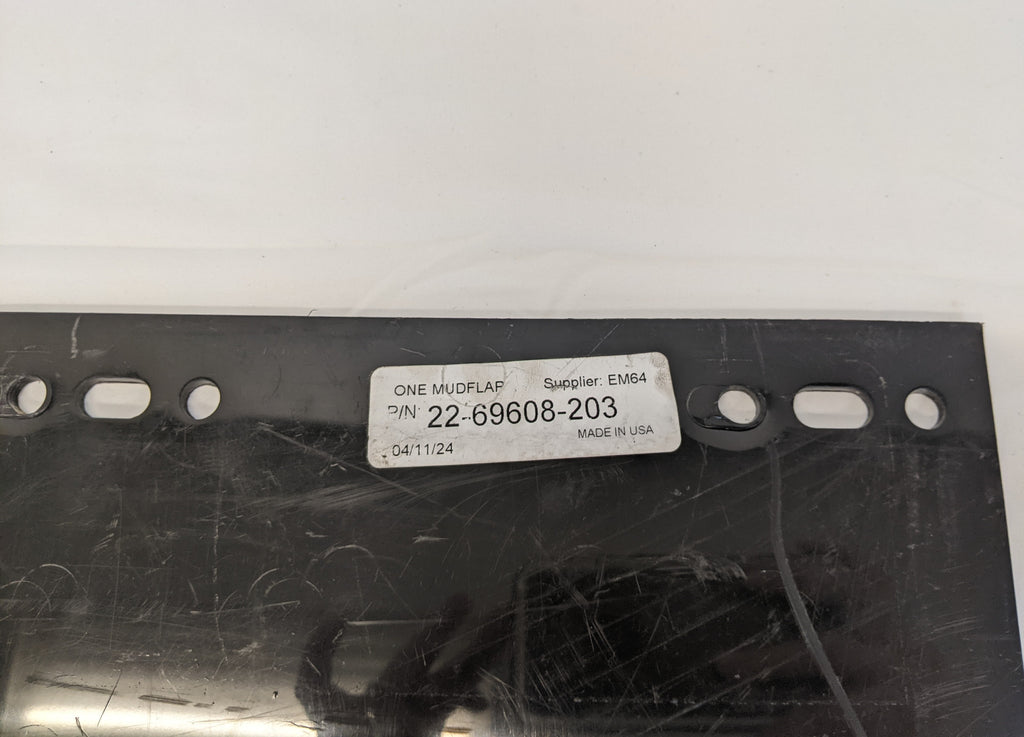 ONE MUDFLAP Supplier: EM64
P/N: 22-69608-203
MADE IN USA
04/11/24